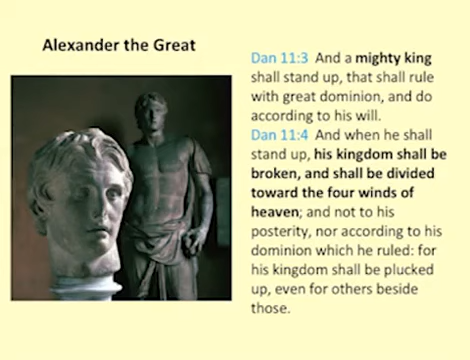 Alexander the Great
Dan 11:3 And a mighty king
shall stand up, that shall rule
with great dominion, and do
according to his will.
Dan 11:4 And when he shall
stand up, his kingdom shall be
broken, and shall be divided
toward the four winds of
heaven; and not to his
posterity, nor according to his
dominion which he ruled: for
his kingdom shall be plucked
up, even for others beside
those.